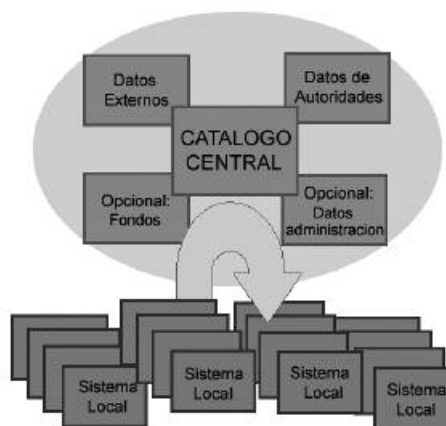 Datos
Externos
Datos de
Autoridades
CATALOGO
CENTRAL
Opcional:
Fondos
Opcional:
Datos
administracion
Sistema
Local
Sistema
Local
Sistema
Local
Sistema
Local